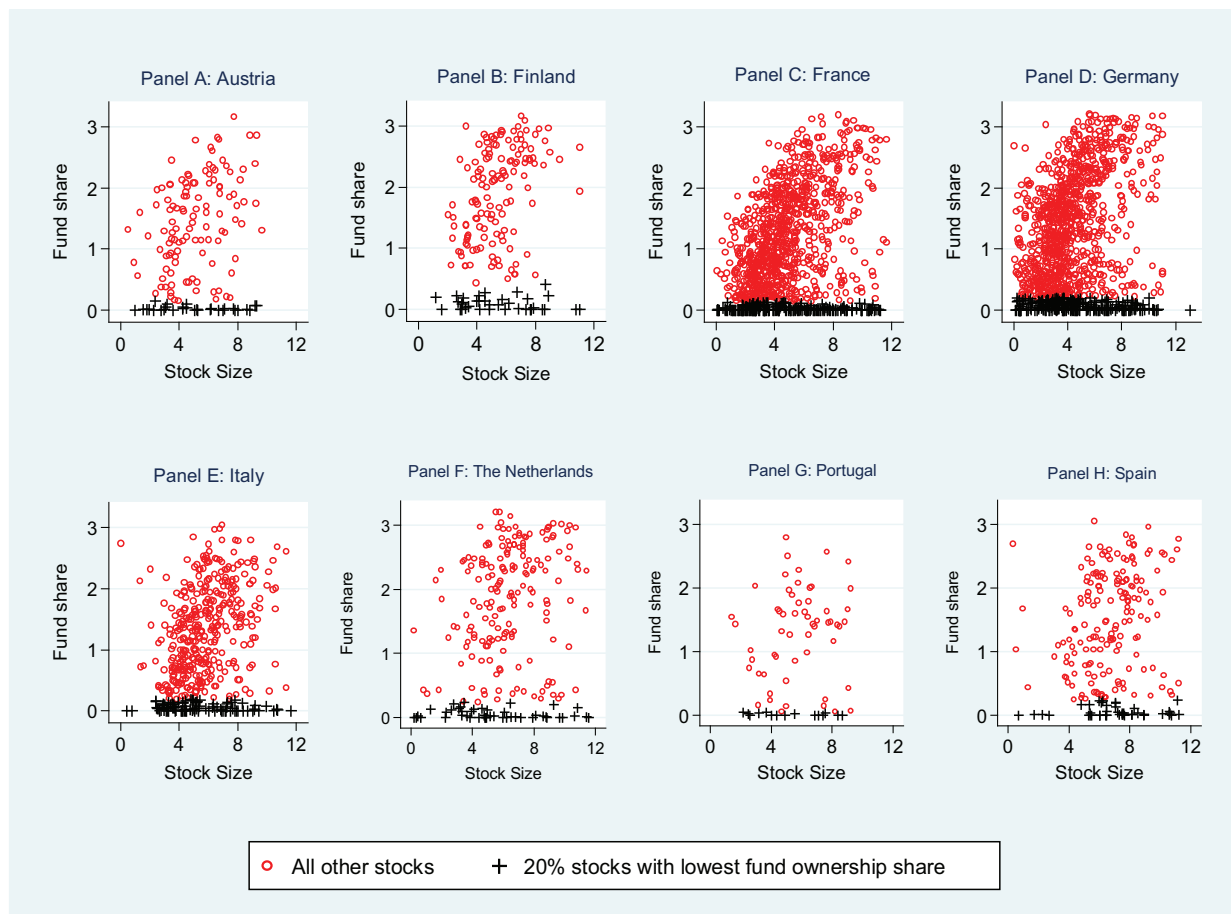 Panel A: Austria
Fund share
3
2
1
0
0 4 8 12
Stock Size
Panel B: Finland
Fund share
3
2
1
0
0 4 8 12
Stock Size
Panel C: France
Fund share
3
2
1
0
0 4 8 12
Stock Size
Panel D: Germany
Fund share
3
2
1
0
0 4 8 12
Stock Size
Panel E: Italy
Fund share
3
2
1
0
0 4 8 12
Stock Size
Panel F: The Netherlands
Fund share
3
2
1
0
0 4 8 12
Stock Size
Panel G: Portugal
Fund share
3
2
1
0
0 4 8 12
Stock Size
Panel H: Spain
Fund share
3
2
1
0
0 4 8 12
Stock Size
All other stocks
20% stocks with lowest fund ownership share